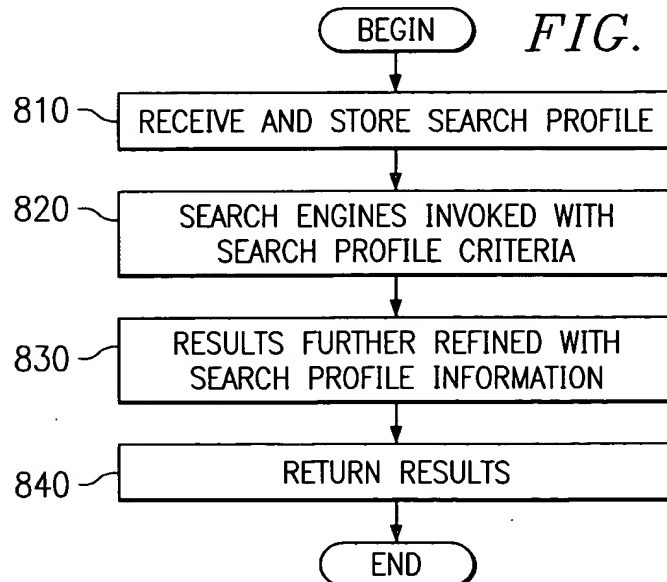 BEGIN
FIG.
810
RECEIVE AND STORE SEARCH PROFILE
820
SEARCH ENGINES INVOKED WITH
SEARCH PROFILE CRITERIA
830
RESULTS FURTHER REFINED WITH
SEARCH PROFILE INFORMATION
840
RETURN RESULTS
END